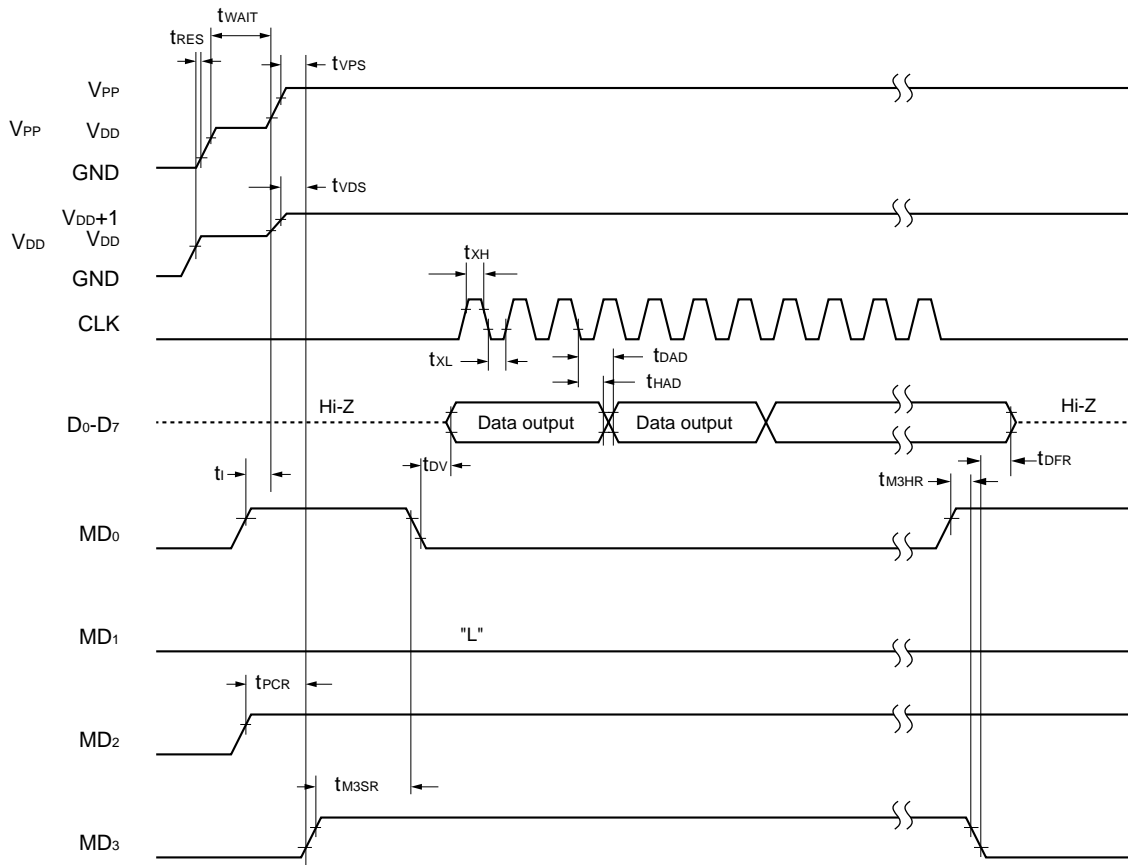 tWAIT
tRES
tVPS
VPP
VPP VDD
GND
tVDS
VDD+1
VDD VDD
GND
tXH
CLK
tXL
tDAD
tHAD
Hi-Z
D0-D7
Data output
Data output
Hi-Z
tI
tDV
tDFR
tM3HR
MD0
MD1
"L"
tPCR
MD2
tM3SR
MD3